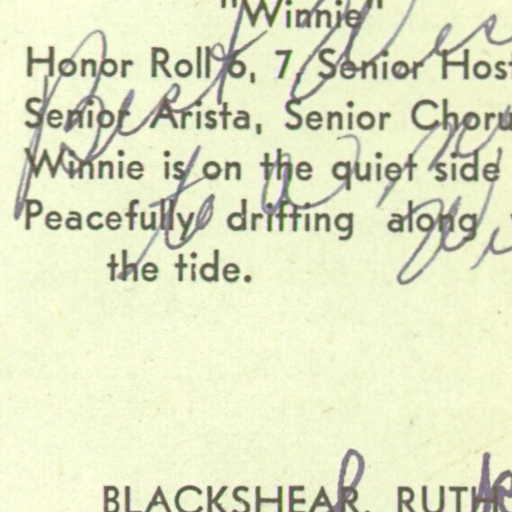 "Winnie"
Honor Roll 6, 7, Senior Host
Senior Arista, Senior Choru
Winnie is on the quiet side
Peacefully drifting along
the tide.
Best
BLACKSHEAR, RUTH